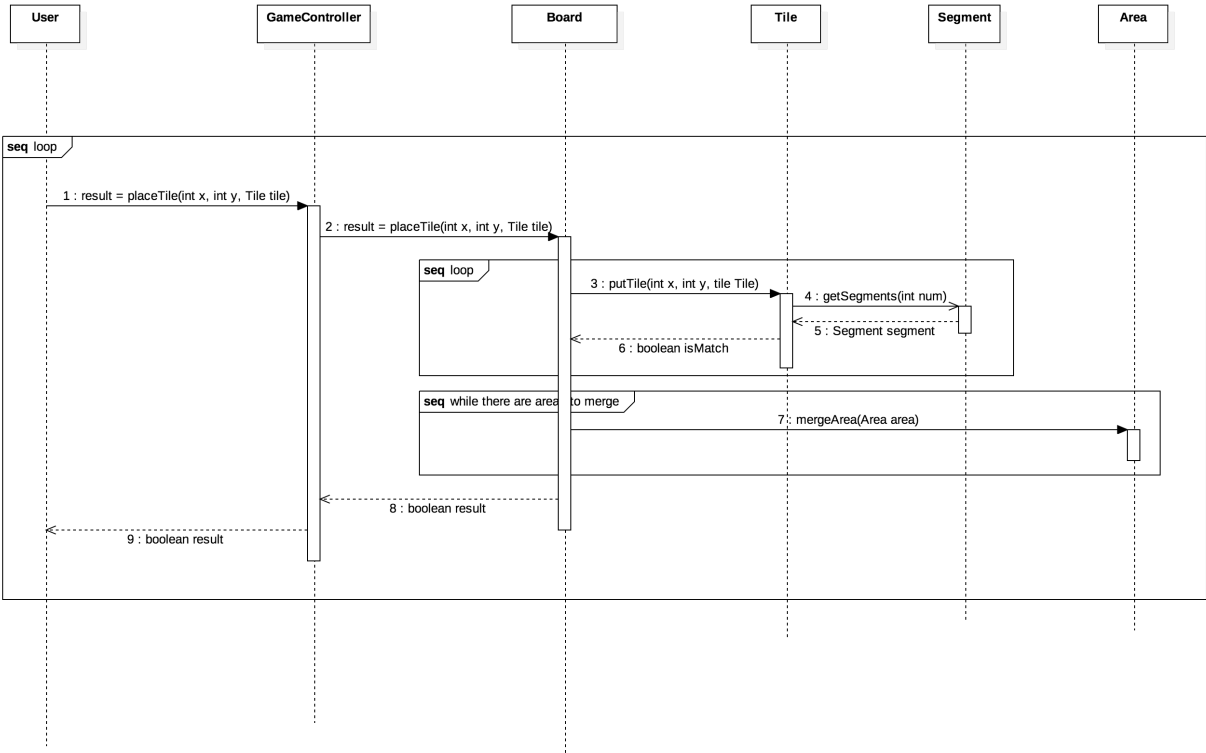 User
GameController
Board
Tile
Segment
Area
seq loop
1 : result = placeTile(int x, int y, Tile tile)
2 : result = placeTile(int x, int y, Tile tile)
seq loop
3 : putTile(int x, int y, tile Tile)
4 : getSegments(int num)
5 : Segment segment
6 : boolean isMatch
seq while there are area to merge
7 : mergeArea(Area area)
8 : boolean result
9 : boolean result